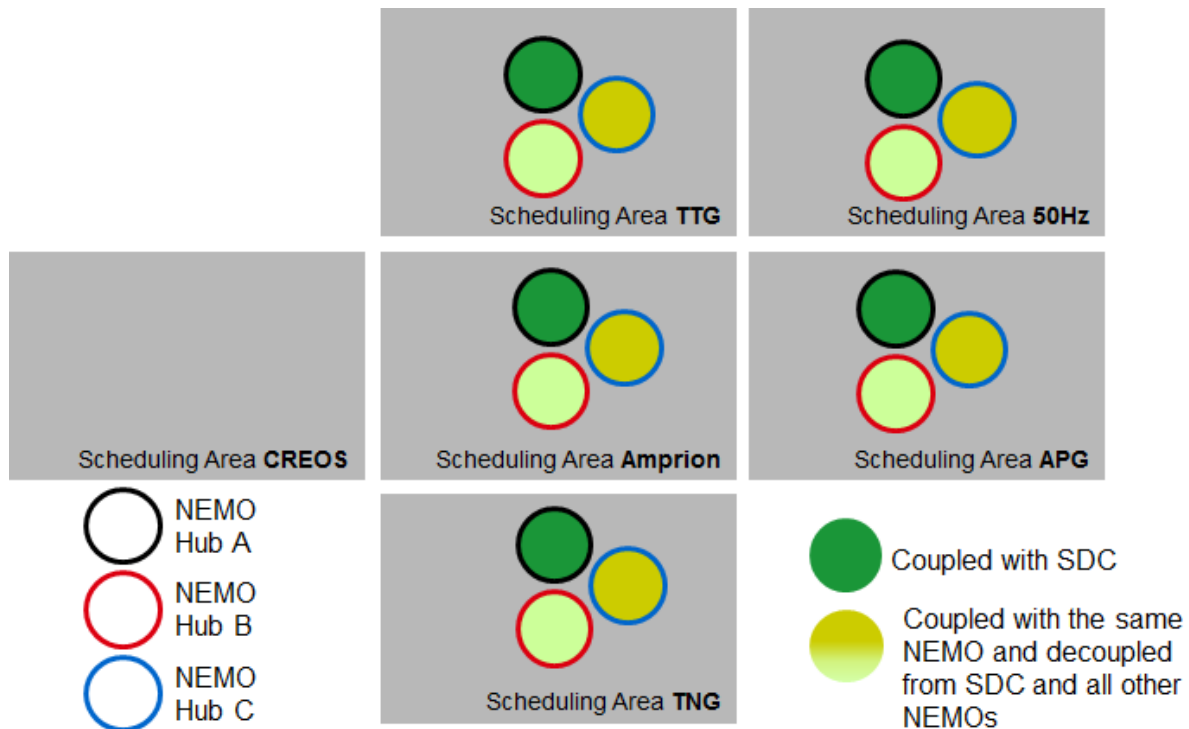 Scheduling Area TTG
Scheduling Area 50Hz
Scheduling Area CREOS
Scheduling Area Amprion
Scheduling Area APG
NEMO
Hub A
NEMO
Hub B
NEMO
Hub C
Scheduling Area TNG
Coupled with SDC
Coupled with the same
NEMO and decoupled
from SDC and all other
NEMOs